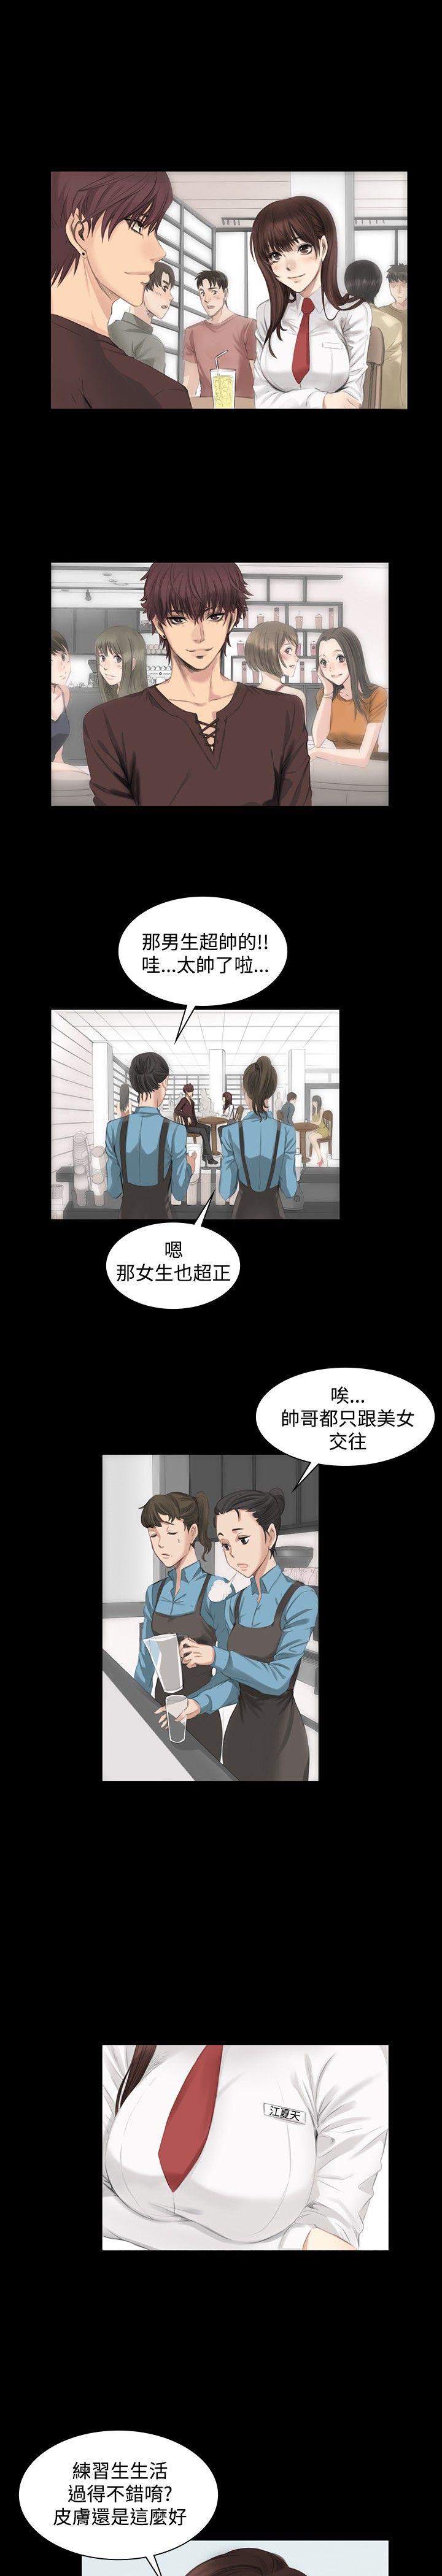 那男生超帥的!!
哇...太帥了啦...
嗯
那女生也超正
唉...
帥哥都只跟美女
交往
江夏天
練習生生活
過得不錯唷?
皮膚還是這麼好